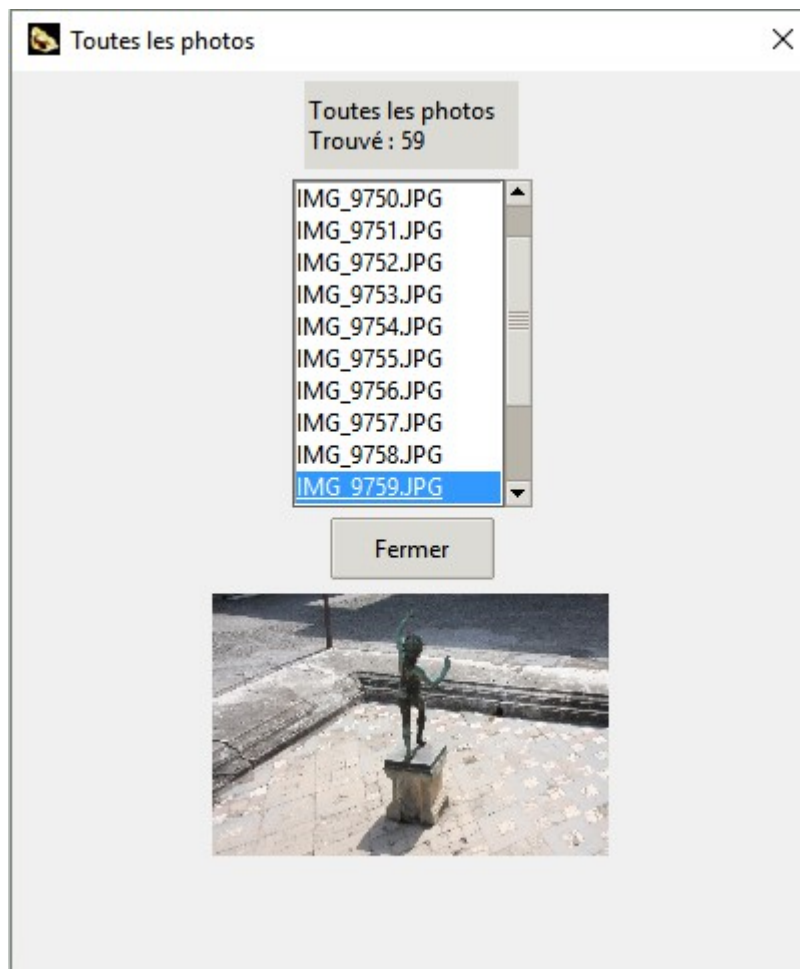 Toutes les photos
Toutes les photos
Trouvé : 59
IMG_9750.JPG
IMG_9751.JPG
IMG_9752.JPG
IMG_9753.JPG
IMG_9754.JPG
IMG_9755.JPG
IMG_9756.JPG
IMG_9757.JPG
IMG_9758.JPG
IMG_9759.JPG
Fermer